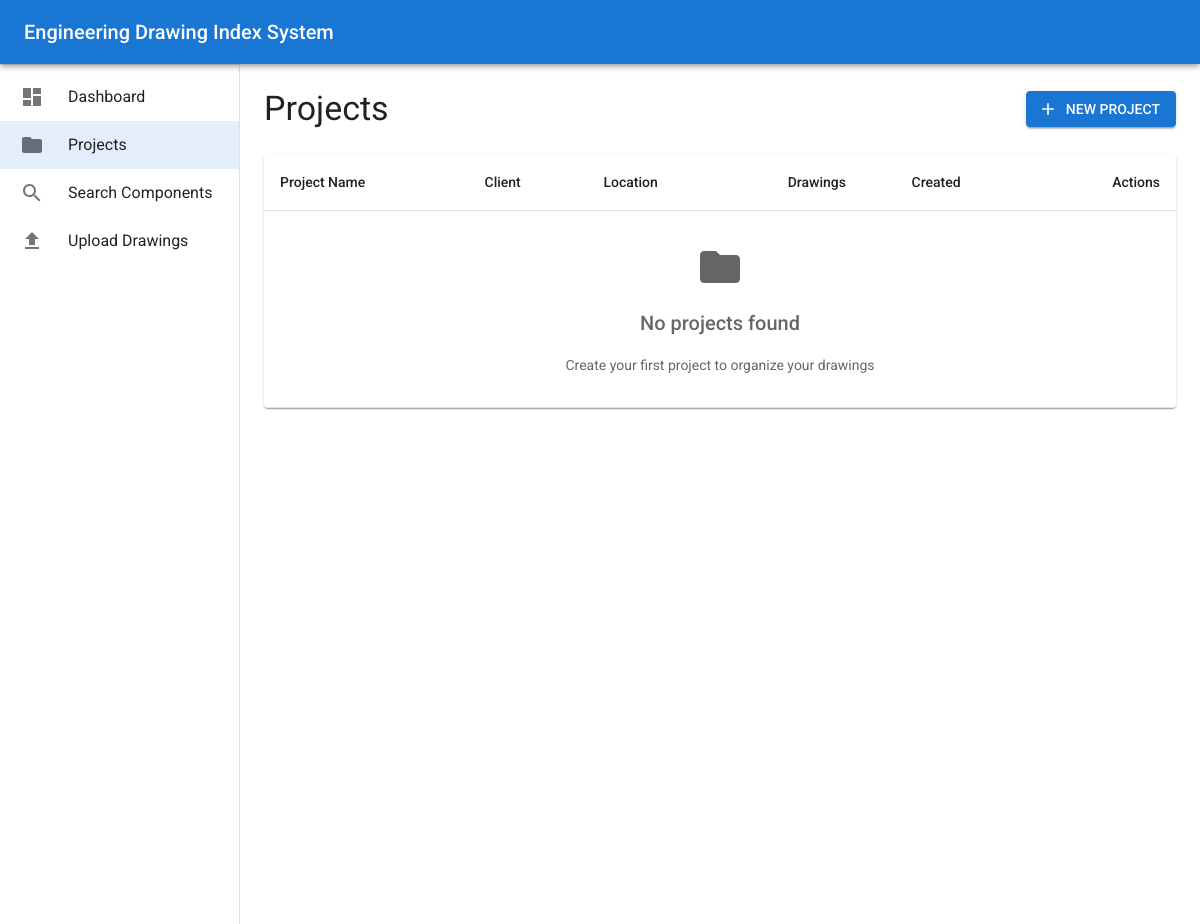 Engineering Drawing Index System
Dashboard
Projects
Search Components
Upload Drawings
Projects
NEW PROJECT
Project Name Client Location Drawings Created Actions
No projects found
Create your first project to organize your drawings